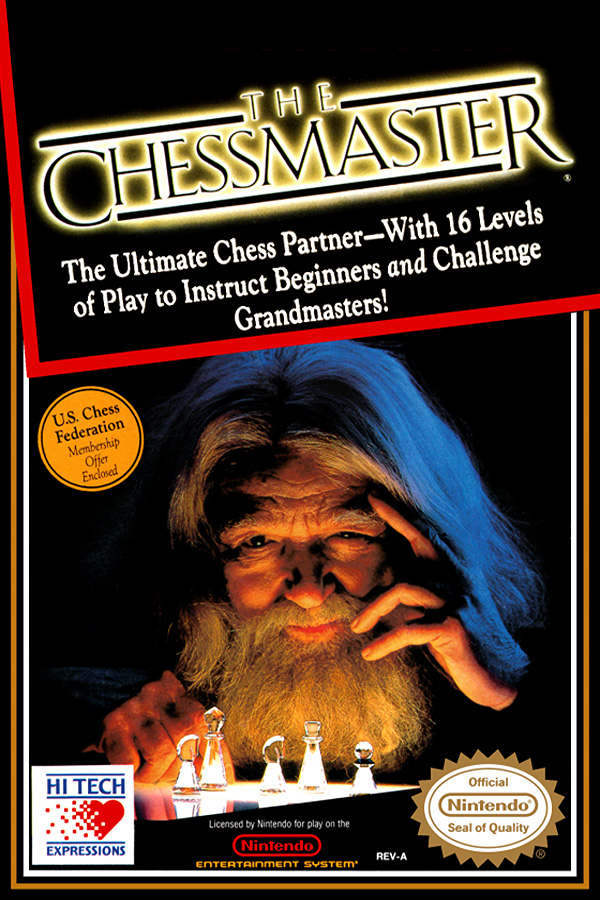 THE
CHESSMASTER®
The Ultimate Chess Partner—With 16 Levels
of Play to Instruct Beginners and Challenge
Grandmasters!
U.S. Chess
Federation
Membership
Offer
Enclosed
HI TECH
EXPRESSIONS
Licensed by Nintendo for play on the
Nintendo
ENTERTAINMENT SYSTEM
REV-A
Official
Nintendo®
Seal of Quality
®